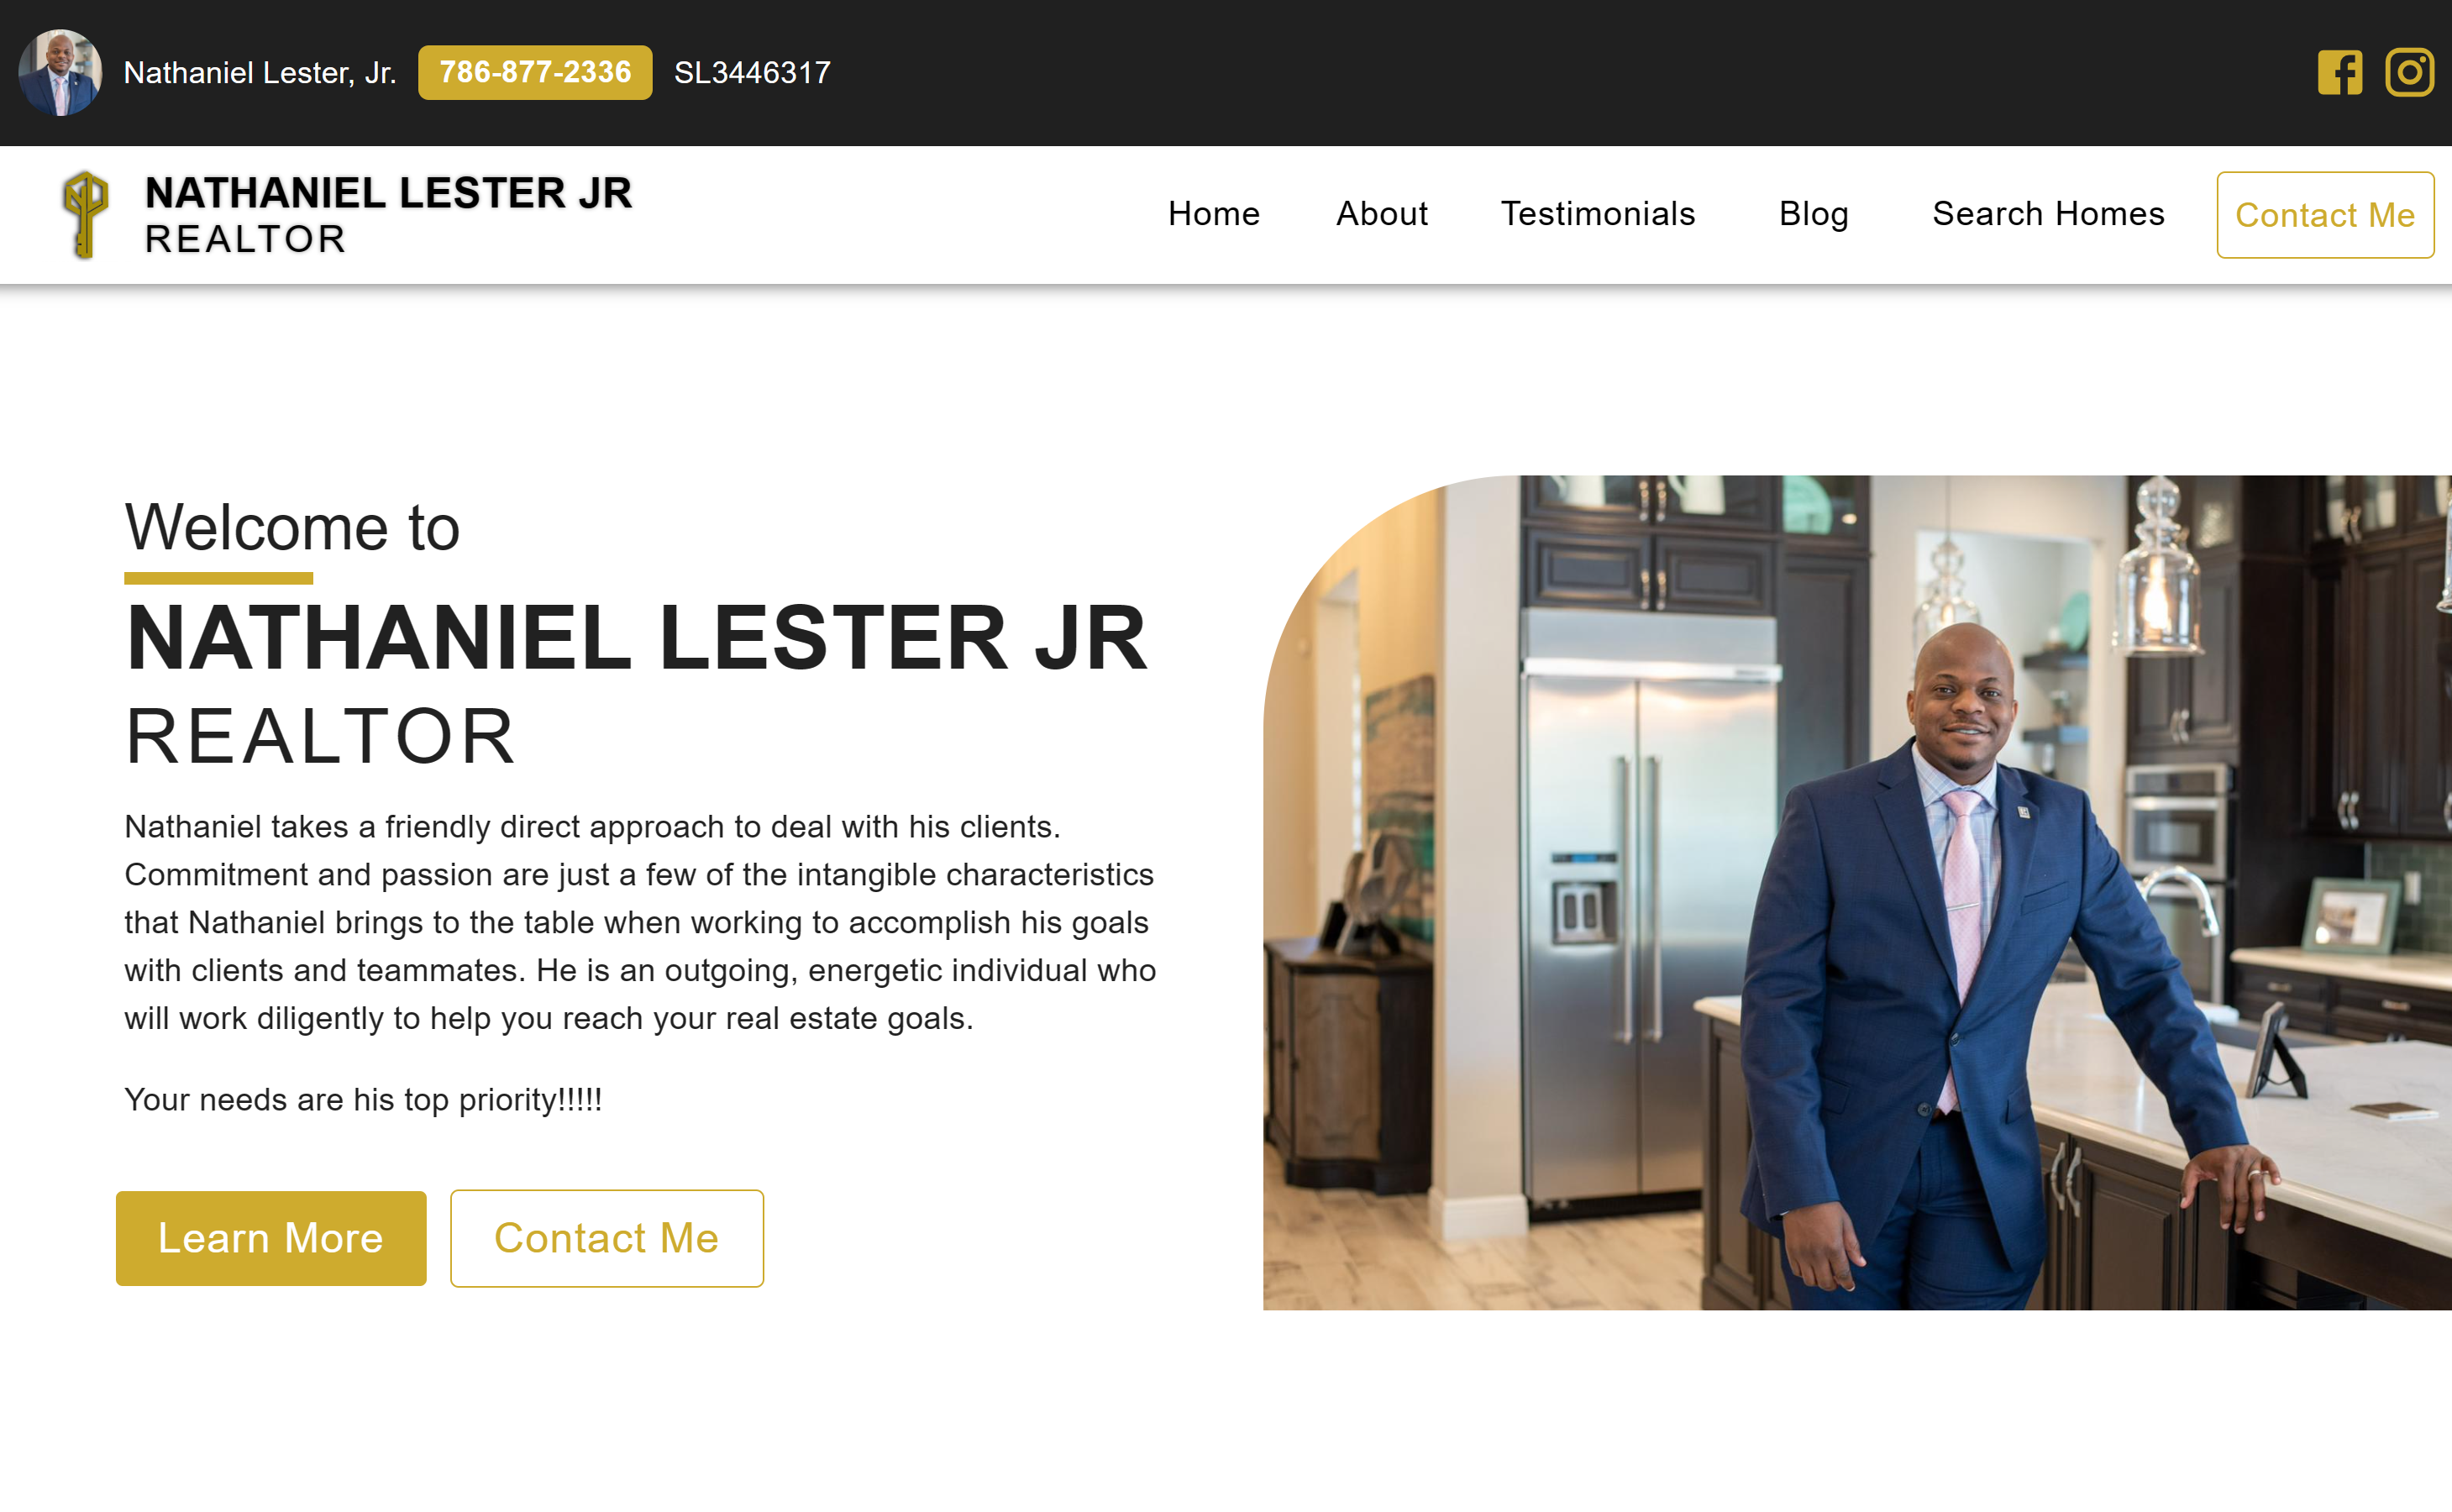 Nathaniel Lester, Jr. 786-877-2336 SL3446317
NATHANIEL LESTER JR
REALTOR
Home About Testimonials Blog Search Homes Contact Me
Welcome to
NATHANIEL LESTER JR
REALTOR
Nathaniel takes a friendly direct approach to deal with his clients.
Commitment and passion are just a few of the intangible characteristics
that Nathaniel brings to the table when working to accomplish his goals
with clients and teammates. He is an outgoing, energetic individual who
will work diligently to help you reach your real estate goals.
Your needs are his top priority!!!!!
Learn More Contact Me